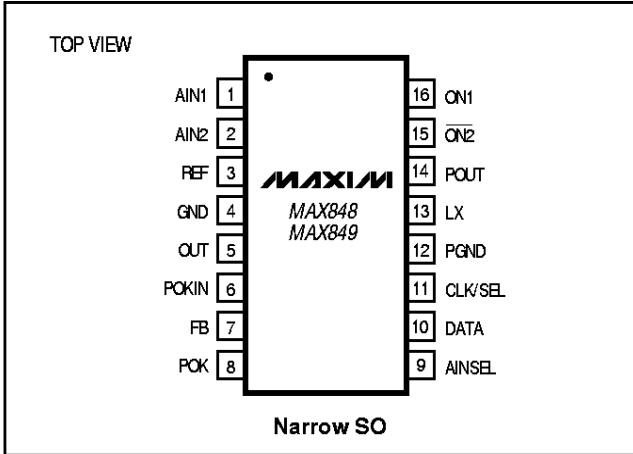 TOP VIEW
AIN1 1
AIN2 2
REF 3
GND 4
OUT 5
POKIN 6
FB 7
POK 8
MAXIM
MAX848
MAX849
16 ON1
15 O̅N̅2̅
14 POUT
13 LX
12 PGND
11 CLK/SEL
10 DATA
9 AINSEL
Narrow SO